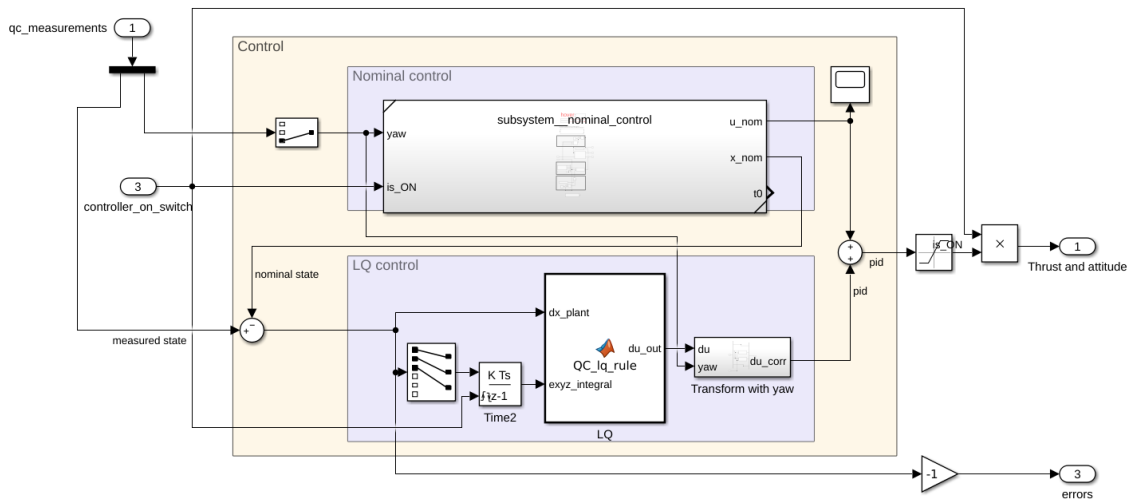 qc_measurements
1
Control
Nominal control
subsystem__nominal_control
yaw
is_ON
u_nom
x_nom
t0
3
controller_on_switch
+
+
pid
is_ON
×
1
Thrust and attitude
nominal state
LQ control
pid
−
+
measured state
dx_plant
du_out
QC_lq_rule
exyz_integral
LQ
du
yaw
du_corr
Transform with yaw
K Ts
z-1
Time2
-1
3
errors